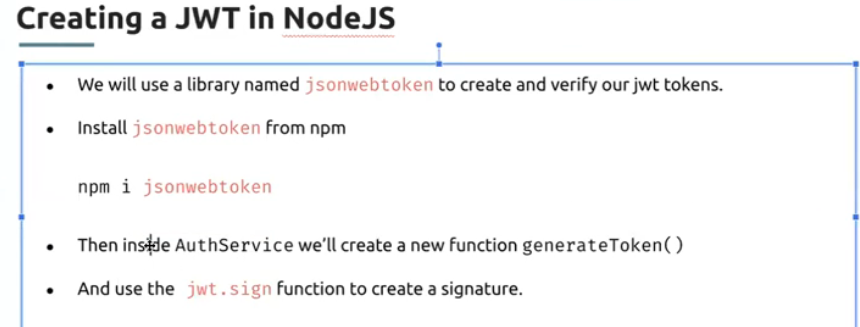 Creating a JWT in NodeJS
• We will use a library named jsonwebtoken to create and verify our jwt tokens.
• Install jsonwebtoken from npm
npm i jsonwebtoken
• Then inside AuthService we'll create a new function generateToken()
• And use the jwt.sign function to create a signature.